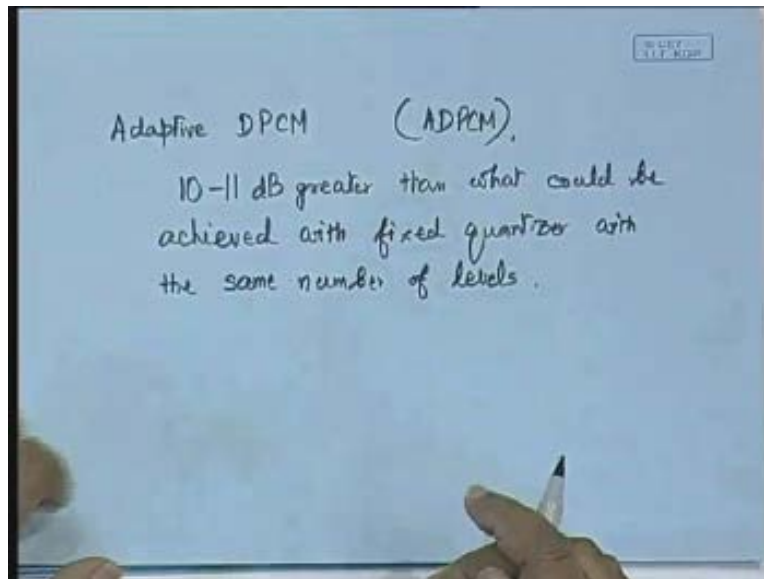 Adaptive DPCM (ADPCM).
10-11 dB greater than what could be
achieved with fixed quantizer with
the same number of levels.